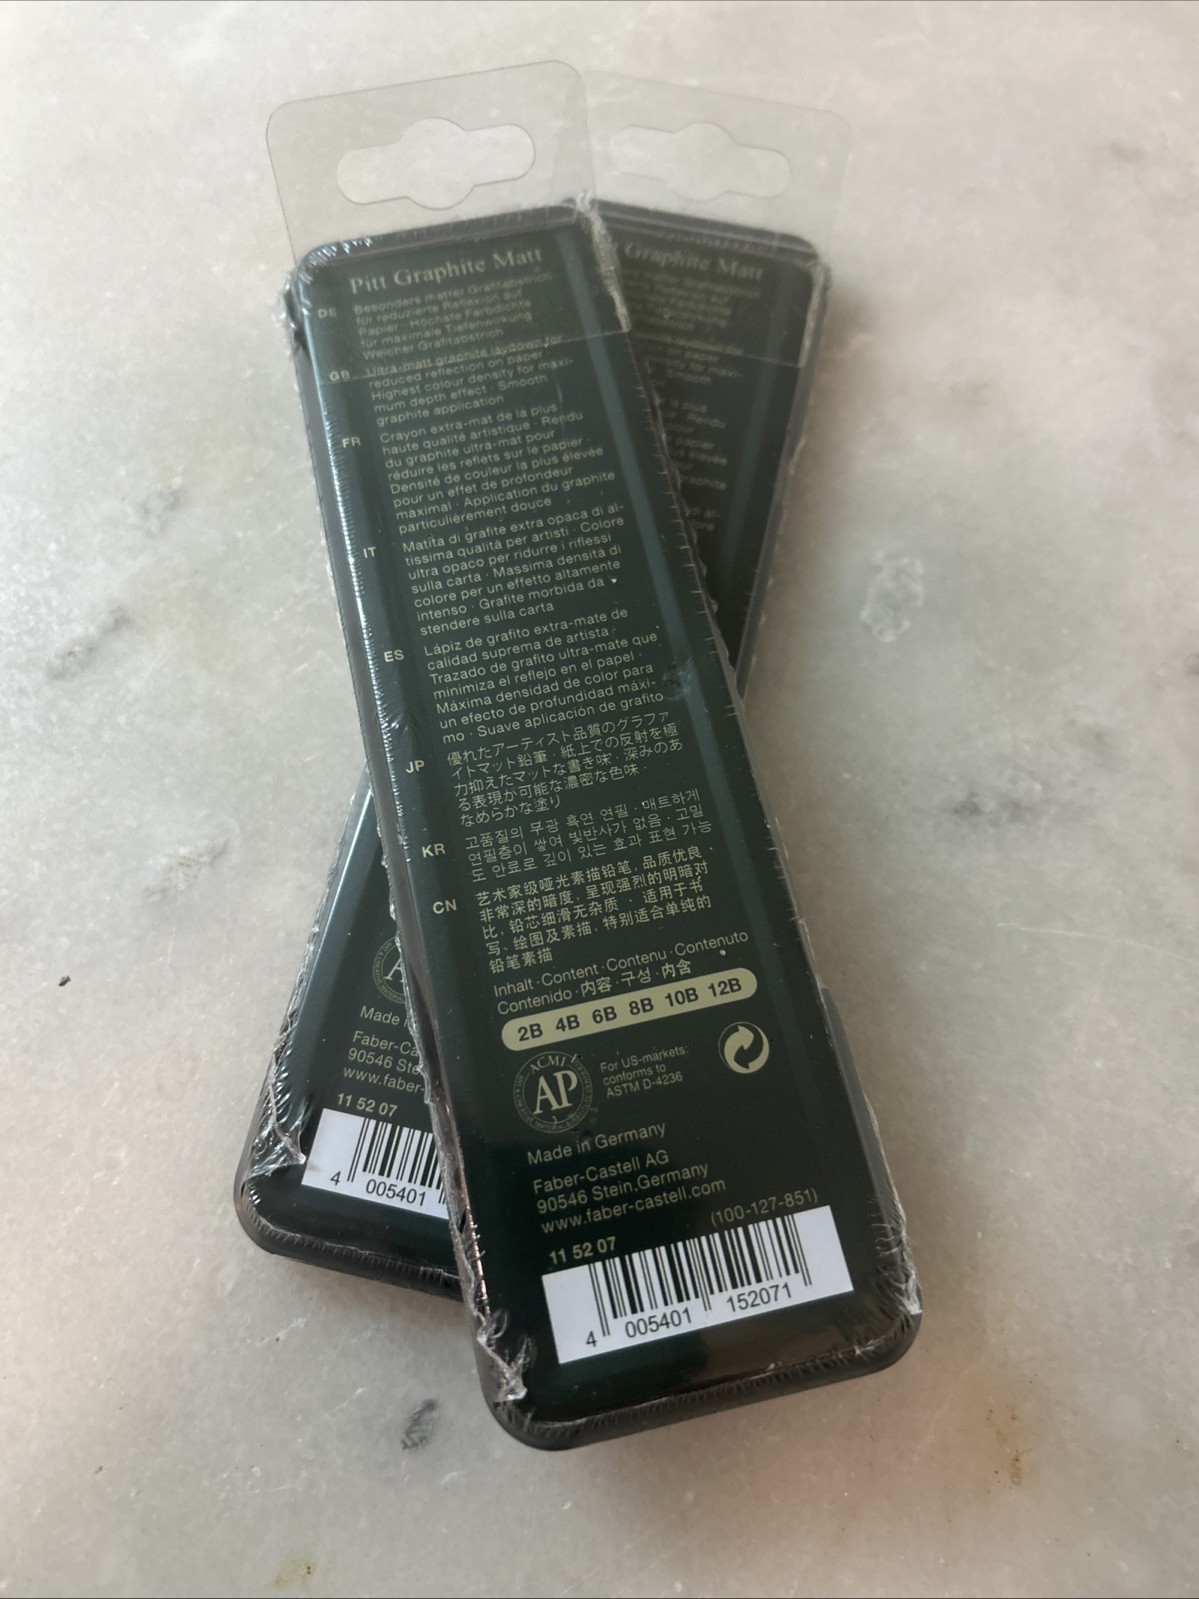 Pitt Graphite Matt
DE Besonders matter Grafitabstrich
für reduzierte Reflexion auf
Papier · Höchste Farbdichte
für maximale Tiefenwirkung
Weicher Grafitabstrich
GB Ultra-matt graphite laydown for
reduced reflection on paper
Highest colour density for maxi-
mum depth effect · Smooth
graphite application
FR Crayon extra-mat de la plus
haute qualité artistique · Rendu
du graphite ultra-mat pour
réduire les reflets sur le papier ·
Densité de couleur la plus élevée
pour un effet de profondeur
maximal · Application du graphite
particulièrement douce
IT Matita di grafite extra opaca di al-
tissima qualità per artisti · Colore
ultra opaco per ridurre i riflessi
sulla carta · Massima densità di
colore per un effetto altamente
intenso · Grafite morbida da
stendere sulla carta
ES Lápiz de grafito extra-mate de
calidad suprema de artista ·
Trazado de grafito ultra-mate que
minimiza el reflejo en el papel ·
Máxima densidad de color para
un efecto de profundidad máxi-
mo · Suave aplicación de grafito
JP 優れたアーティスト品質のグラファ
イトマット鉛筆 · 紙上での反射を極
力抑えたマットな書き味 · 深みのあ
る表現が可能な濃密な色味 ·
なめらかな塗り
KR 고품질의 무광 흑연 연필 · 매트하게
연필층이 쌓여 빛반사가 없음 · 고밀
도 안료로 깊이 있는 효과 표현 가능
CN 艺术家级哑光素描铅笔, 品质优良 ·
非常深的暗度, 呈现强烈的明暗对
比, 铅芯细滑无杂质 · 适用于书
写、绘图及素描, 特别适合单纯的
铅笔素描
Inhalt · Content · Contenu · Contenuto
Contenido · 内容 · 구성 · 内含
2B 4B 6B 8B 10B 12B
ACMI
AP
For US-markets:
conforms to
ASTM D-4236
Made in Germany
Faber-Castell AG
90546 Stein, Germany
www.faber-castell.com
11 52 07 (100-127-851)
4 005401 152071
Graphite Matt
Made
Faber-Ca
90546 Ste
www.faber-
11 52 07
4 005401